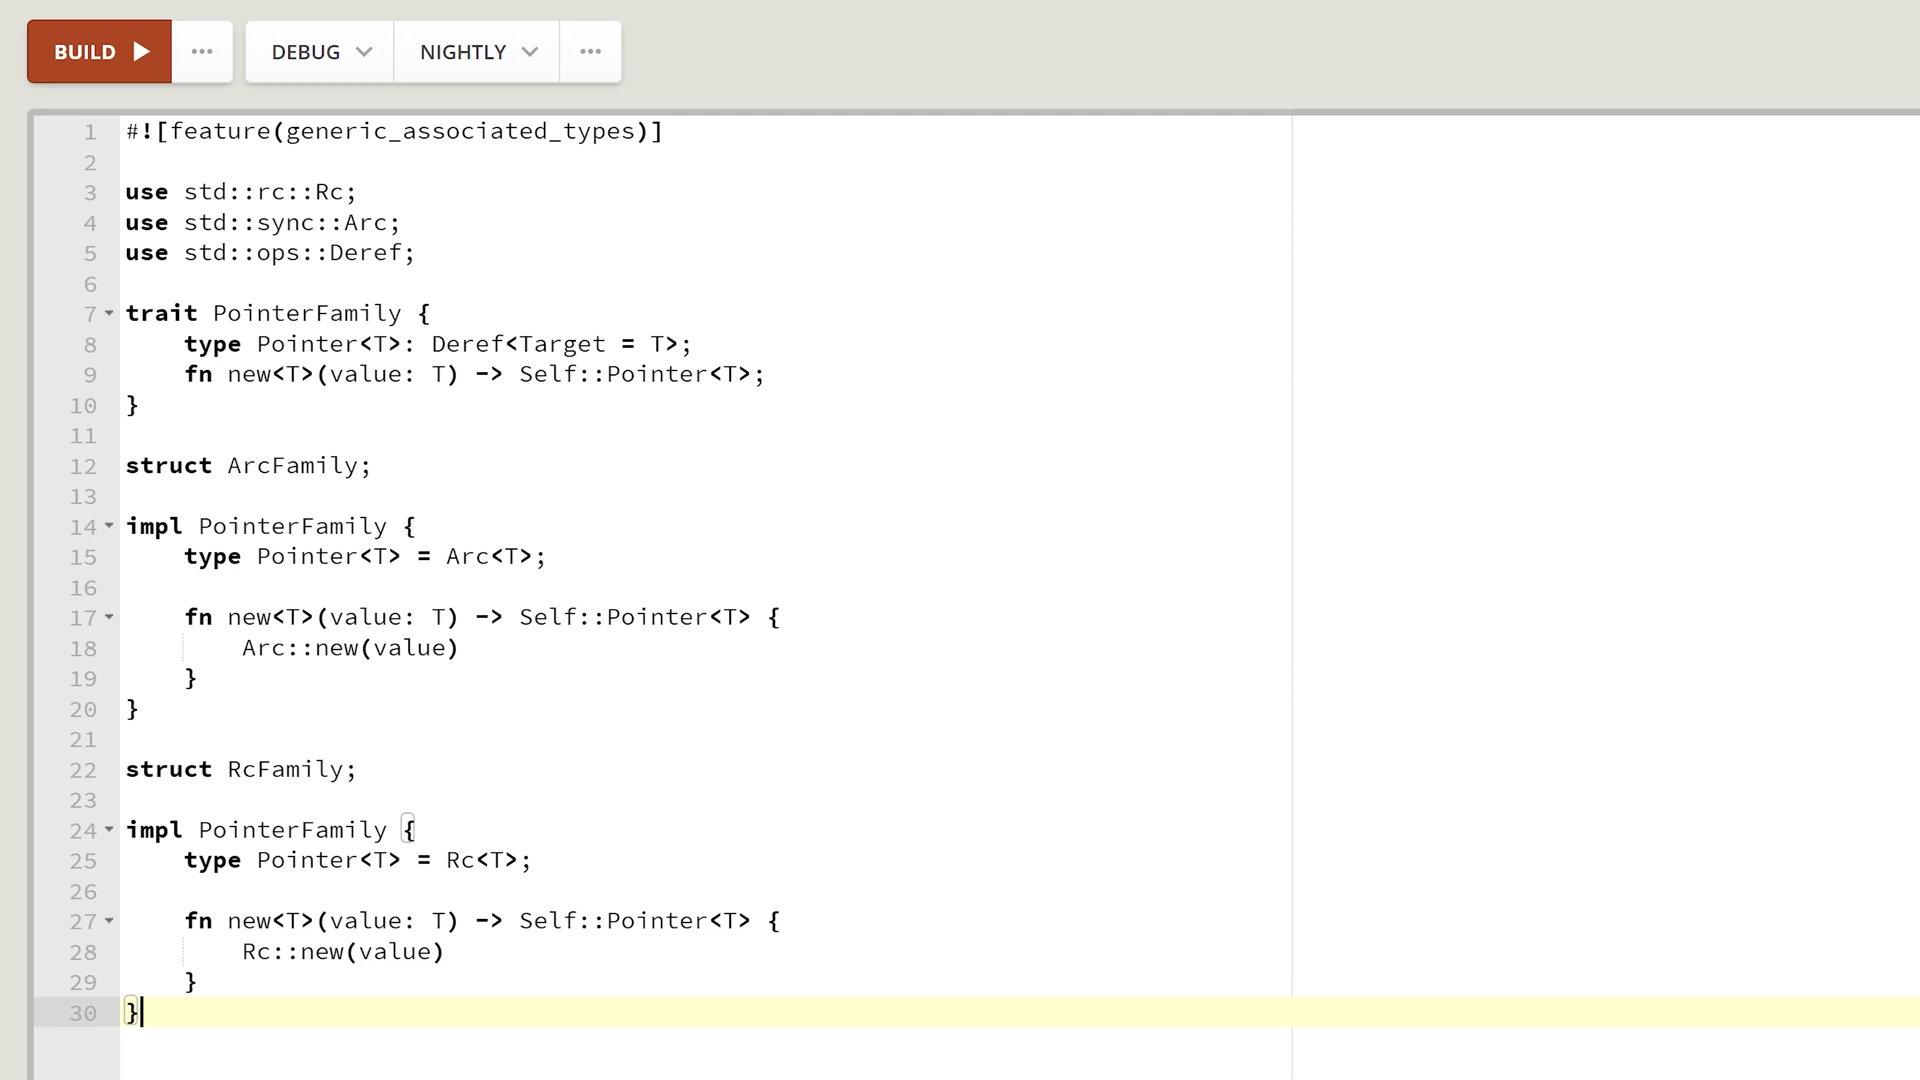 BUILD ▶ ··· DEBUG NIGHTLY ···
1 #![feature(generic_associated_types)]
2
3 use std::rc::Rc;
4 use std::sync::Arc;
5 use std::ops::Deref;
6
7 trait PointerFamily {
8     type Pointer<T>: Deref<Target = T>;
9     fn new<T>(value: T) -> Self::Pointer<T>;
10 }
11
12 struct ArcFamily;
13
14 impl PointerFamily {
15     type Pointer<T> = Arc<T>;
16
17     fn new<T>(value: T) -> Self::Pointer<T> {
18         Arc::new(value)
19     }
20 }
21
22 struct RcFamily;
23
24 impl PointerFamily {
25     type Pointer<T> = Rc<T>;
26
27     fn new<T>(value: T) -> Self::Pointer<T> {
28         Rc::new(value)
29     }
30 }